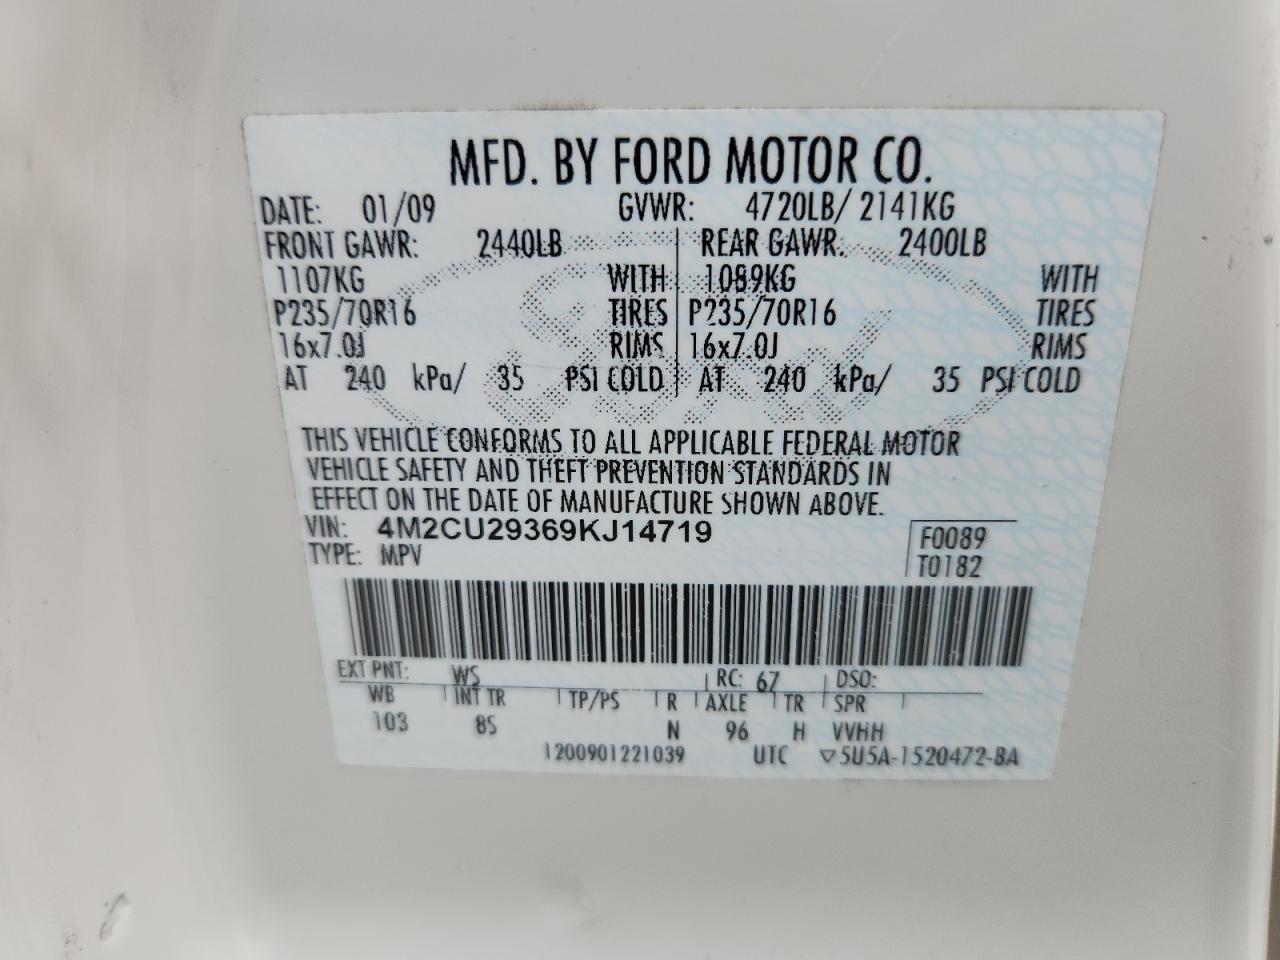 MFD. BY FORD MOTOR CO.
DATE: 01/09 GVWR: 4720LB/ 2141KG
FRONT GAWR: 2440LB REAR GAWR: 2400LB
1107KG WITH 1089KG WITH
P235/70R16 TIRES P235/70R16 TIRES
16x7.0J RIMS 16x7.0J RIMS
AT 240 kPa/ 35 PSI COLD AT 240 kPa/ 35 PSI COLD
THIS VEHICLE CONFORMS TO ALL APPLICABLE FEDERAL MOTOR
VEHICLE SAFETY AND THEFT PREVENTION STANDARDS IN
EFFECT ON THE DATE OF MANUFACTURE SHOWN ABOVE.
VIN: 4M2CU29369KJ14719 F0089
TYPE: MPV T0182
EXT PNT: WS RC: 67 DSO:
WB INT TR TP/PS R AXLE TR SPR
103 8S N 96 H VVHH
1200901221039 UTC ▽5U5A-1520472-BA